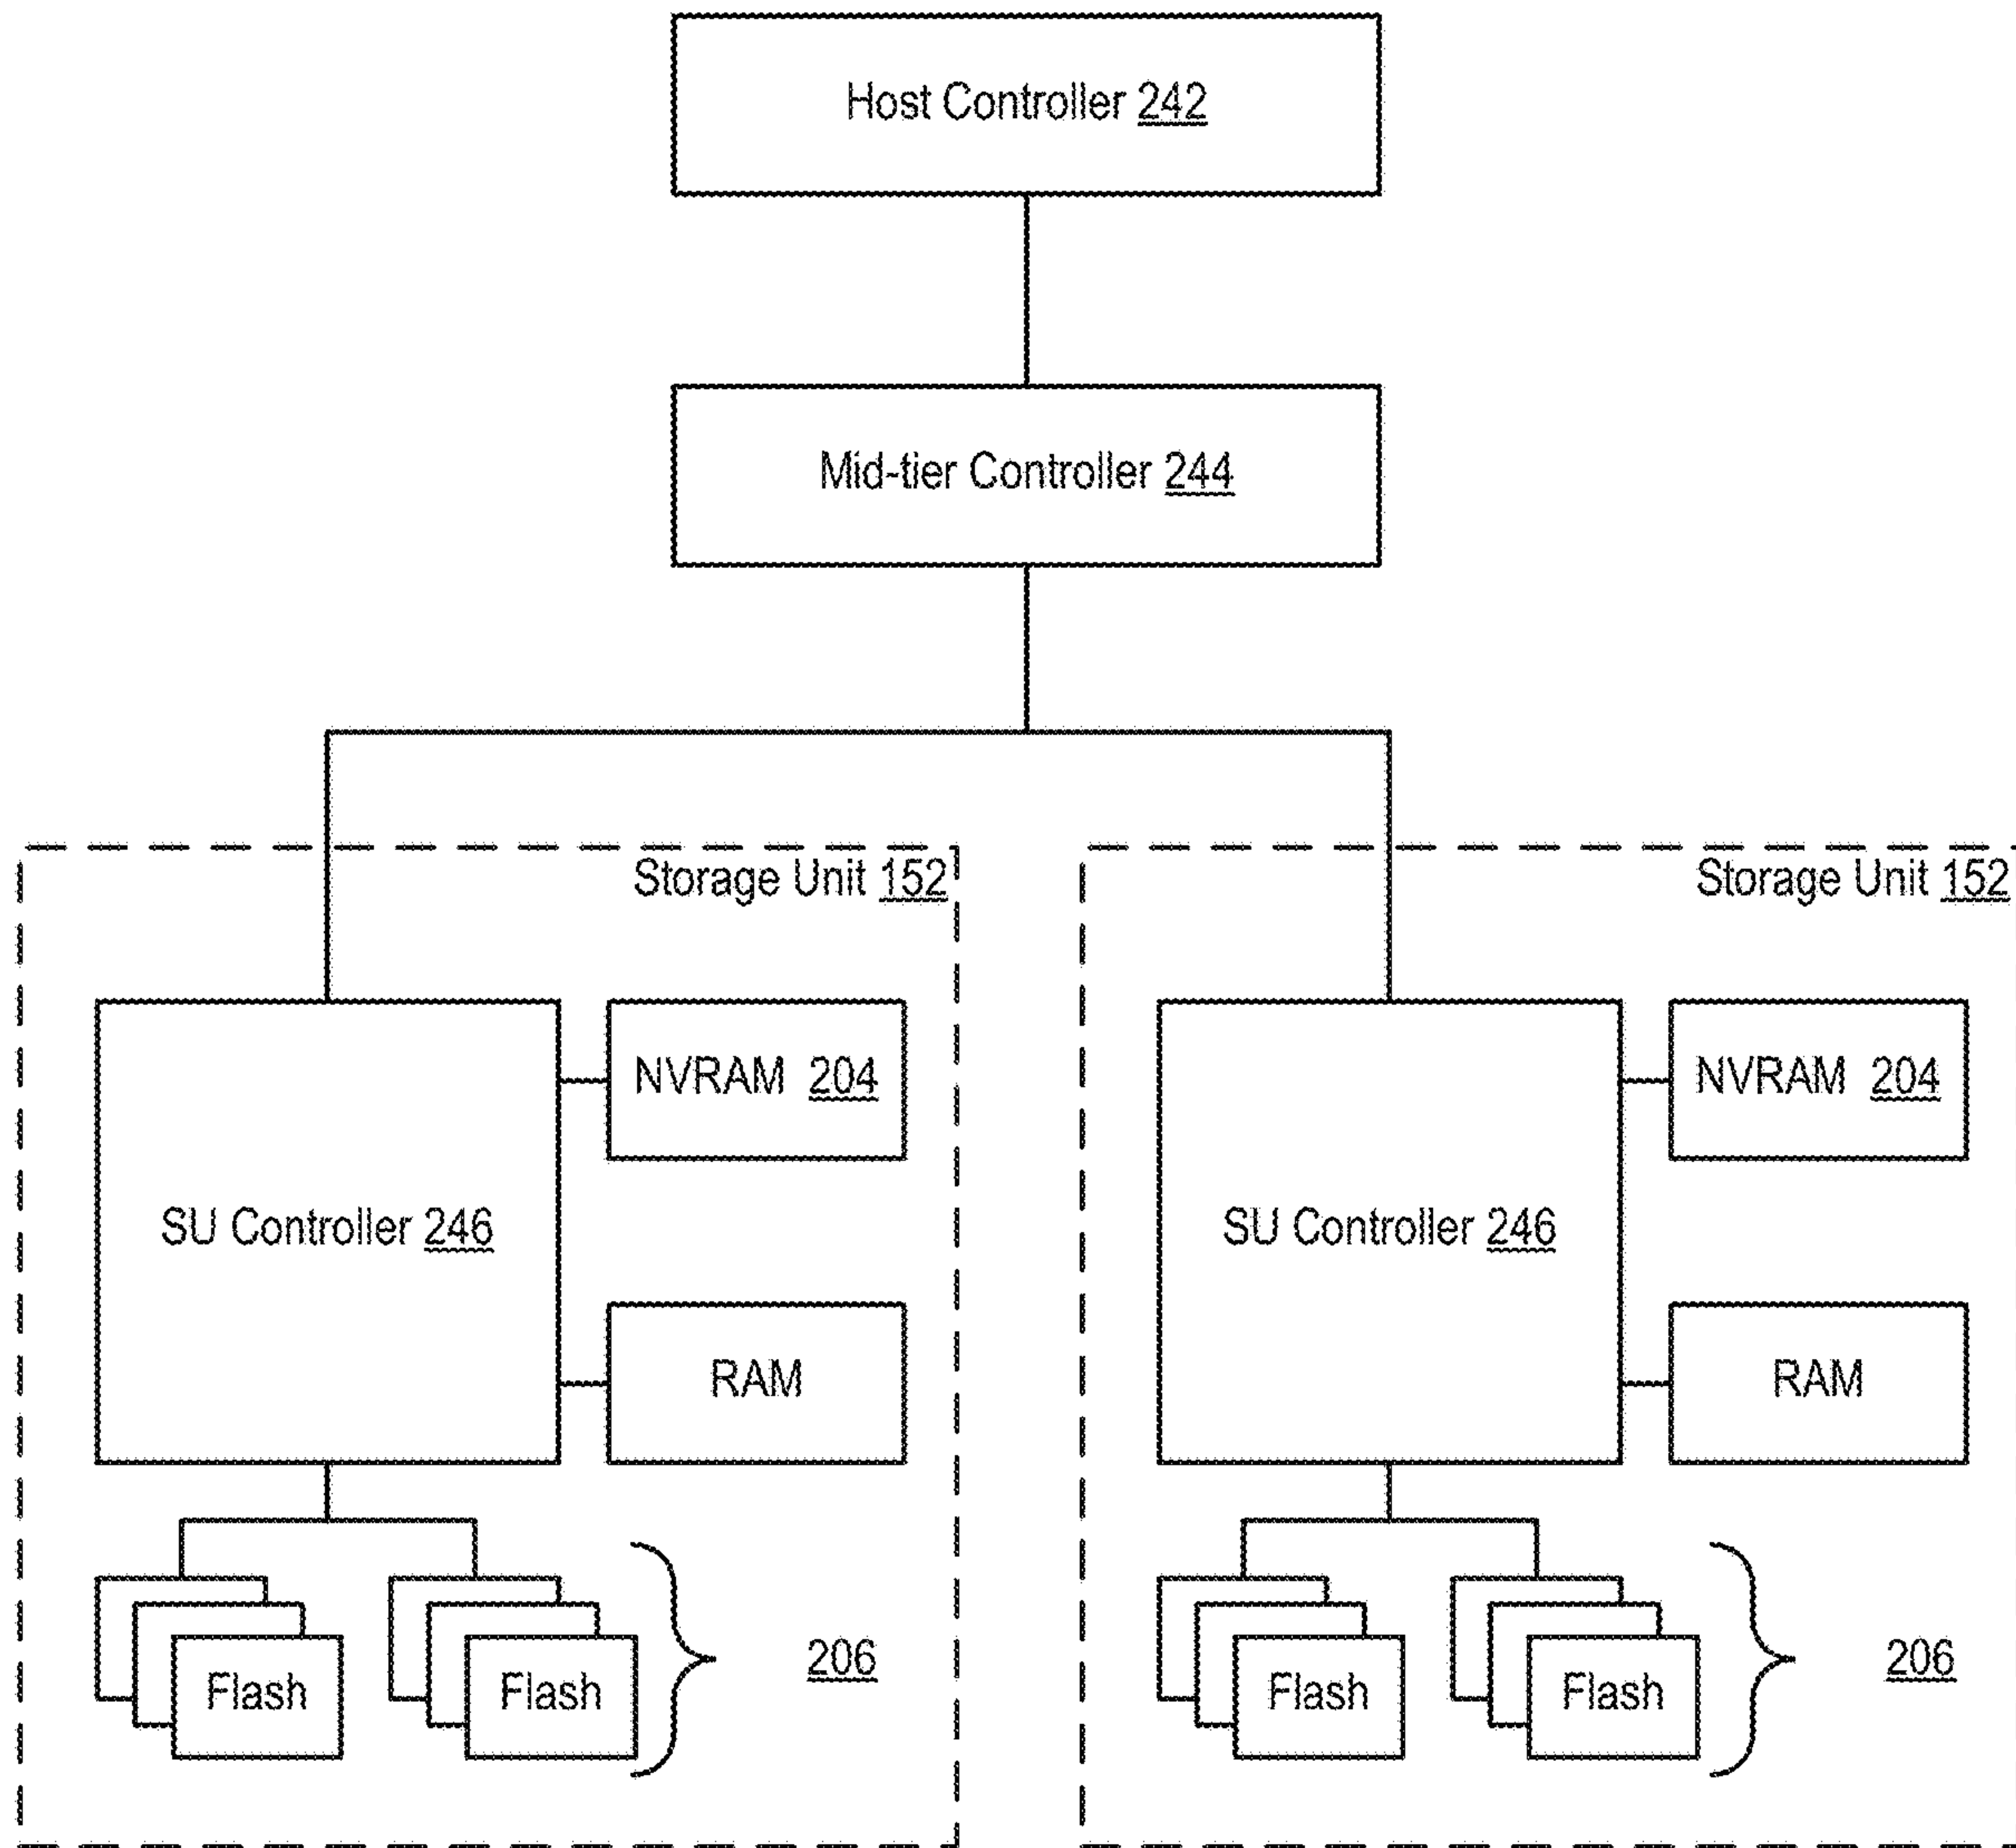 Host Controller 242
Mid-tier Controller 244
Storage Unit 152
Storage Unit 152
NVRAM 204
NVRAM 204
SU Controller 246
SU Controller 246
RAM
RAM
Flash
Flash
206
Flash
Flash
206